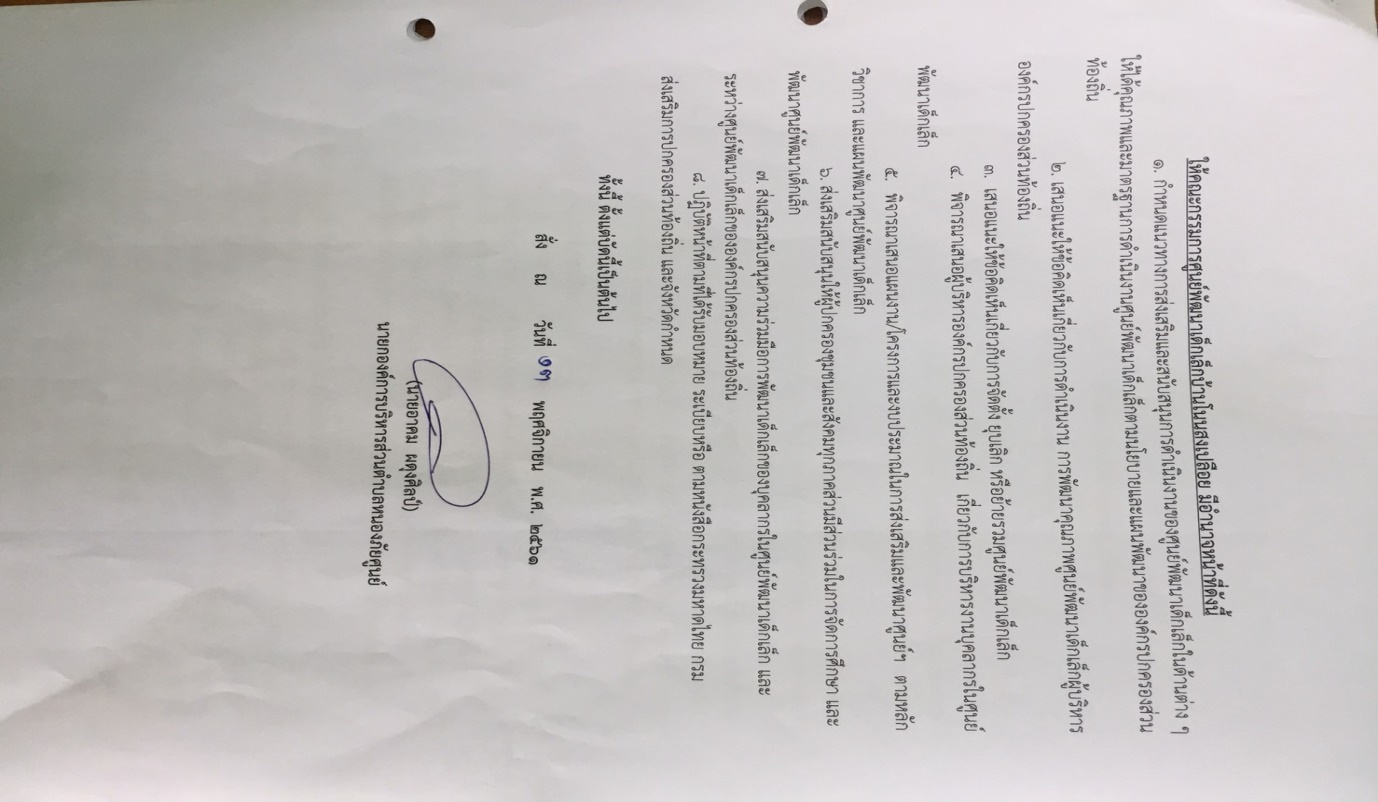 ให้คณะกรรมการศูนย์พัฒนาเด็กเล็กบ้านโนนสงเปลือย มีอำนาจหน้าที่ดังนี้
๑. กำหนดแนวทางการส่งเสริมและสนับสนุนการดำเนินงานของศูนย์พัฒนาเด็กเล็กในด้านต่าง ๆ
ให้ได้คุณภาพและมาตรฐานการดำเนินงานศูนย์พัฒนาเด็กเล็กตามนโยบายและแผนพัฒนาขององค์กรปกครองส่วน
ท้องถิ่น
๒. เสนอแนะให้ข้อคิดเห็นเกี่ยวกับการดำเนินงาน การพัฒนาคุณภาพศูนย์พัฒนาเด็กเล็กผู้บริหาร
องค์กรปกครองส่วนท้องถิ่น
๓. เสนอแนะให้ข้อคิดเห็นเกี่ยวกับการจัดตั้ง ยุบเลิก หรือย้ายรวมศูนย์พัฒนาเด็กเล็ก
๔. พิจารณาเสนอผู้บริหารองค์กรปกครองส่วนท้องถิ่น เกี่ยวกับการบริหารงานบุคลากรในศูนย์
พัฒนาเด็กเล็ก
๕. พิจารณาเสนอแผนงาน/โครงการและงบประมาณในการส่งเสริมและพัฒนาศูนย์ฯ ตามหลัก
วิชาการ และแผนพัฒนาศูนย์พัฒนาเด็กเล็ก
๖. ส่งเสริมสนับสนุนให้ผู้ปกครองชุมชนและสังคมทุกภาคส่วนมีส่วนร่วมในการจัดการศึกษา และ
พัฒนาศูนย์พัฒนาเด็กเล็ก
๗. ส่งเสริมสนับสนุนความร่วมมือการพัฒนาเด็กเล็กของบุคลากรในศูนย์พัฒนาเด็กเล็ก และ
ระหว่างศูนย์พัฒนาเด็กเล็กขององค์กรปกครองส่วนท้องถิ่น
๘. ปฏิบัติหน้าที่ตามที่ได้รับมอบหมาย ระเบียบหรือ ตามหนังสือกระทรวงมหาดไทย กรม
ส่งเสริมการปกครองส่วนท้องถิ่น และจังหวัดกำหนด
ทั้งนี้ ตั้งแต่บัดนี้เป็นต้นไป
สั่ง ณ วันที่ ๑๓ พฤศจิกายน พ.ศ. ๒๕๖๑
(นายอาคม ผดุงศิลป์)
นายกองค์การบริหารส่วนตำบลหนองภัยศูนย์